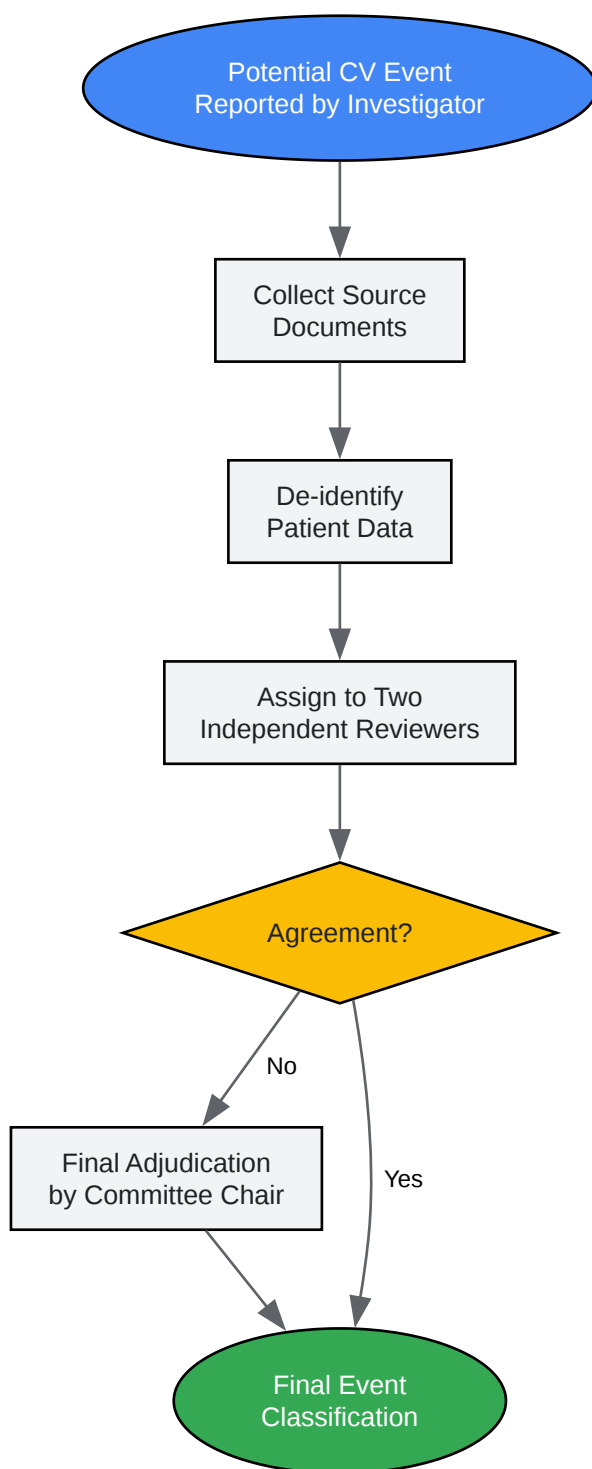 Potential CV Event
Reported by Investigator
Collect Source
Documents
De-identify
Patient Data
Assign to Two
Independent Reviewers
Agreement?
No
Final Adjudication
by Committee Chair
Yes
Final Event
Classification